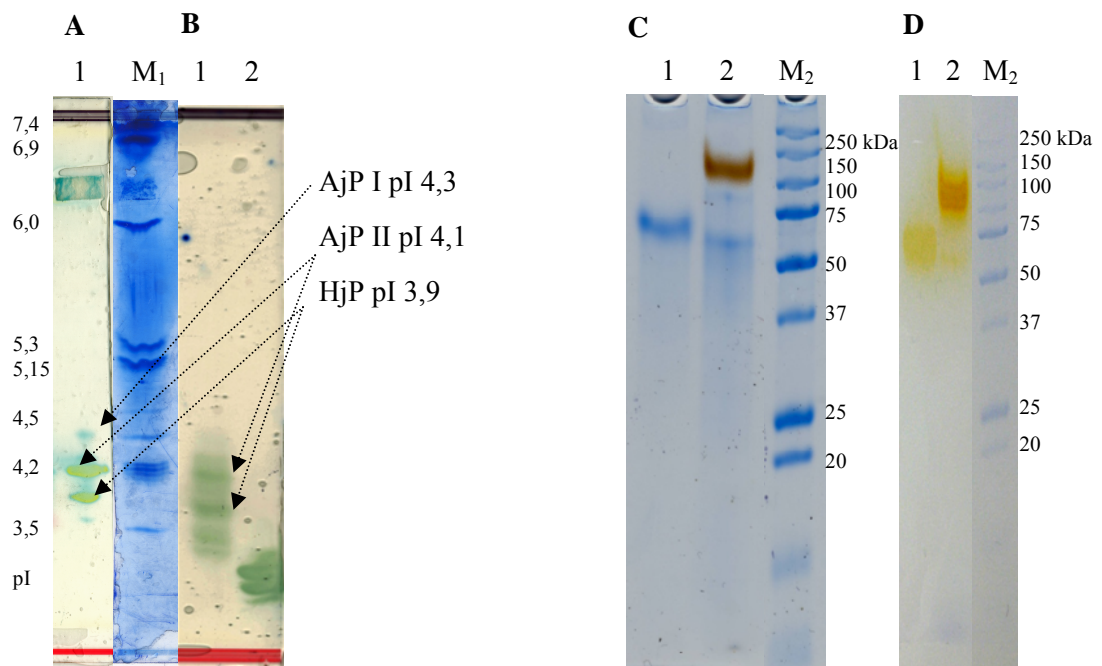 A B
1 M₁ 1 2
7,4
6,9
6,0
5,3
5,15
4,5
4,2
3,5
pI
AjP I pI 4,3
AjP II pI 4,1
HjP pI 3,9
C
1 2 M₂
250 kDa
150
100
75
50
37
25
20
D
1 2 M₂
250 kDa
150
100
75
50
37
25
20